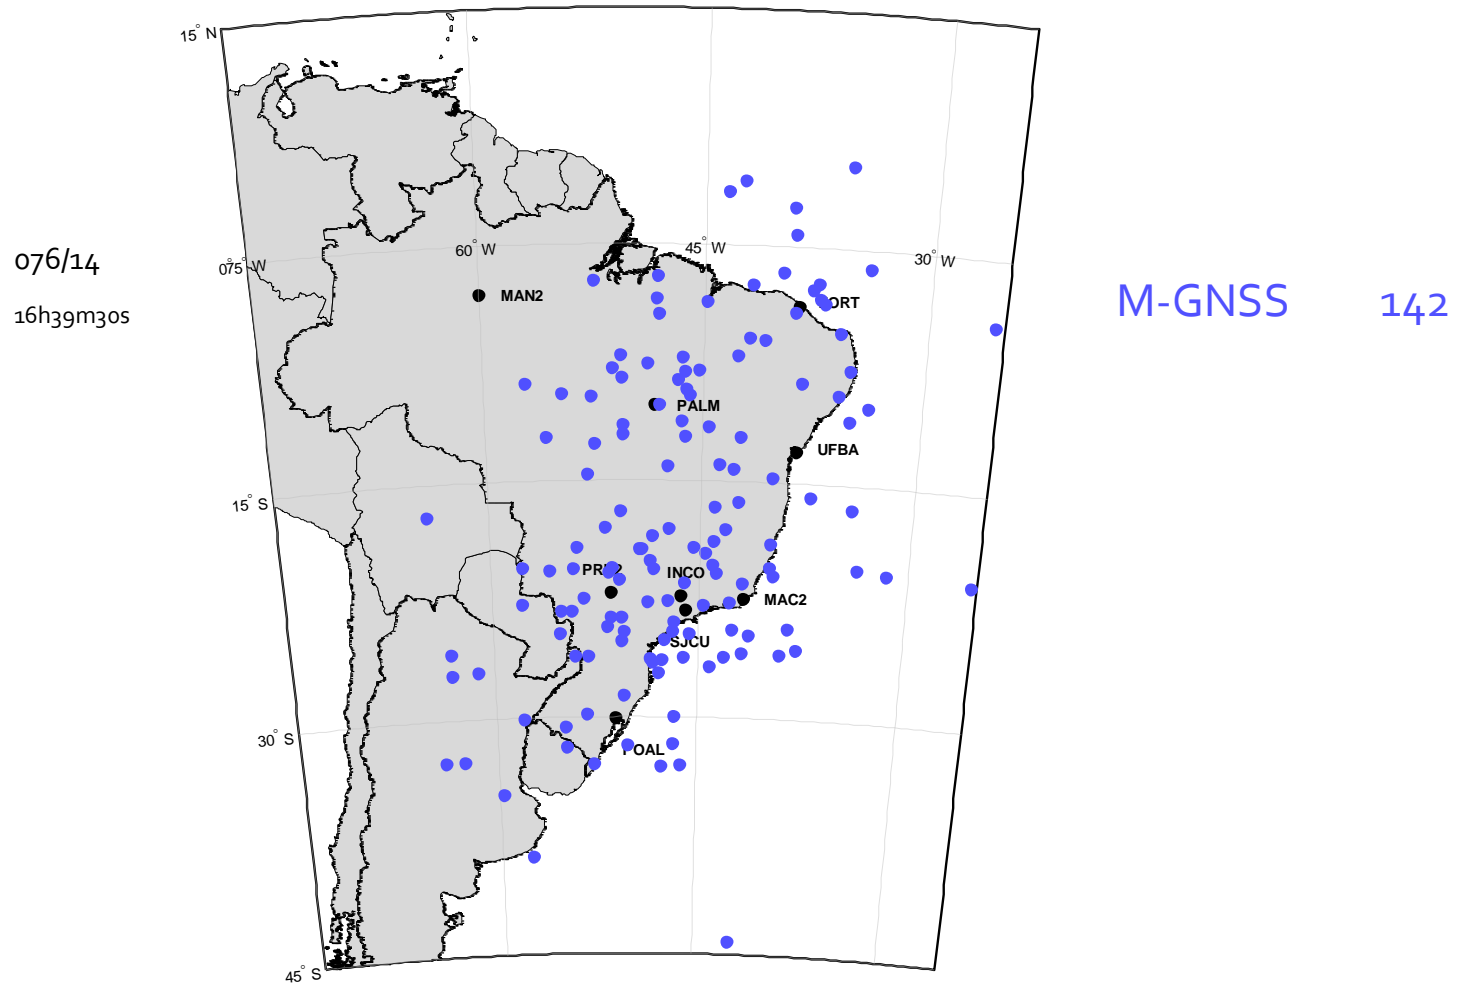 15° N
076/14
16h39m30s
075° W
60° W
45° W
30° W
MAN2
ORT
M-GNSS 142
PALM
UFBA
15° S
INCO
MAC2
SJCU
30° S
POAL
45° S